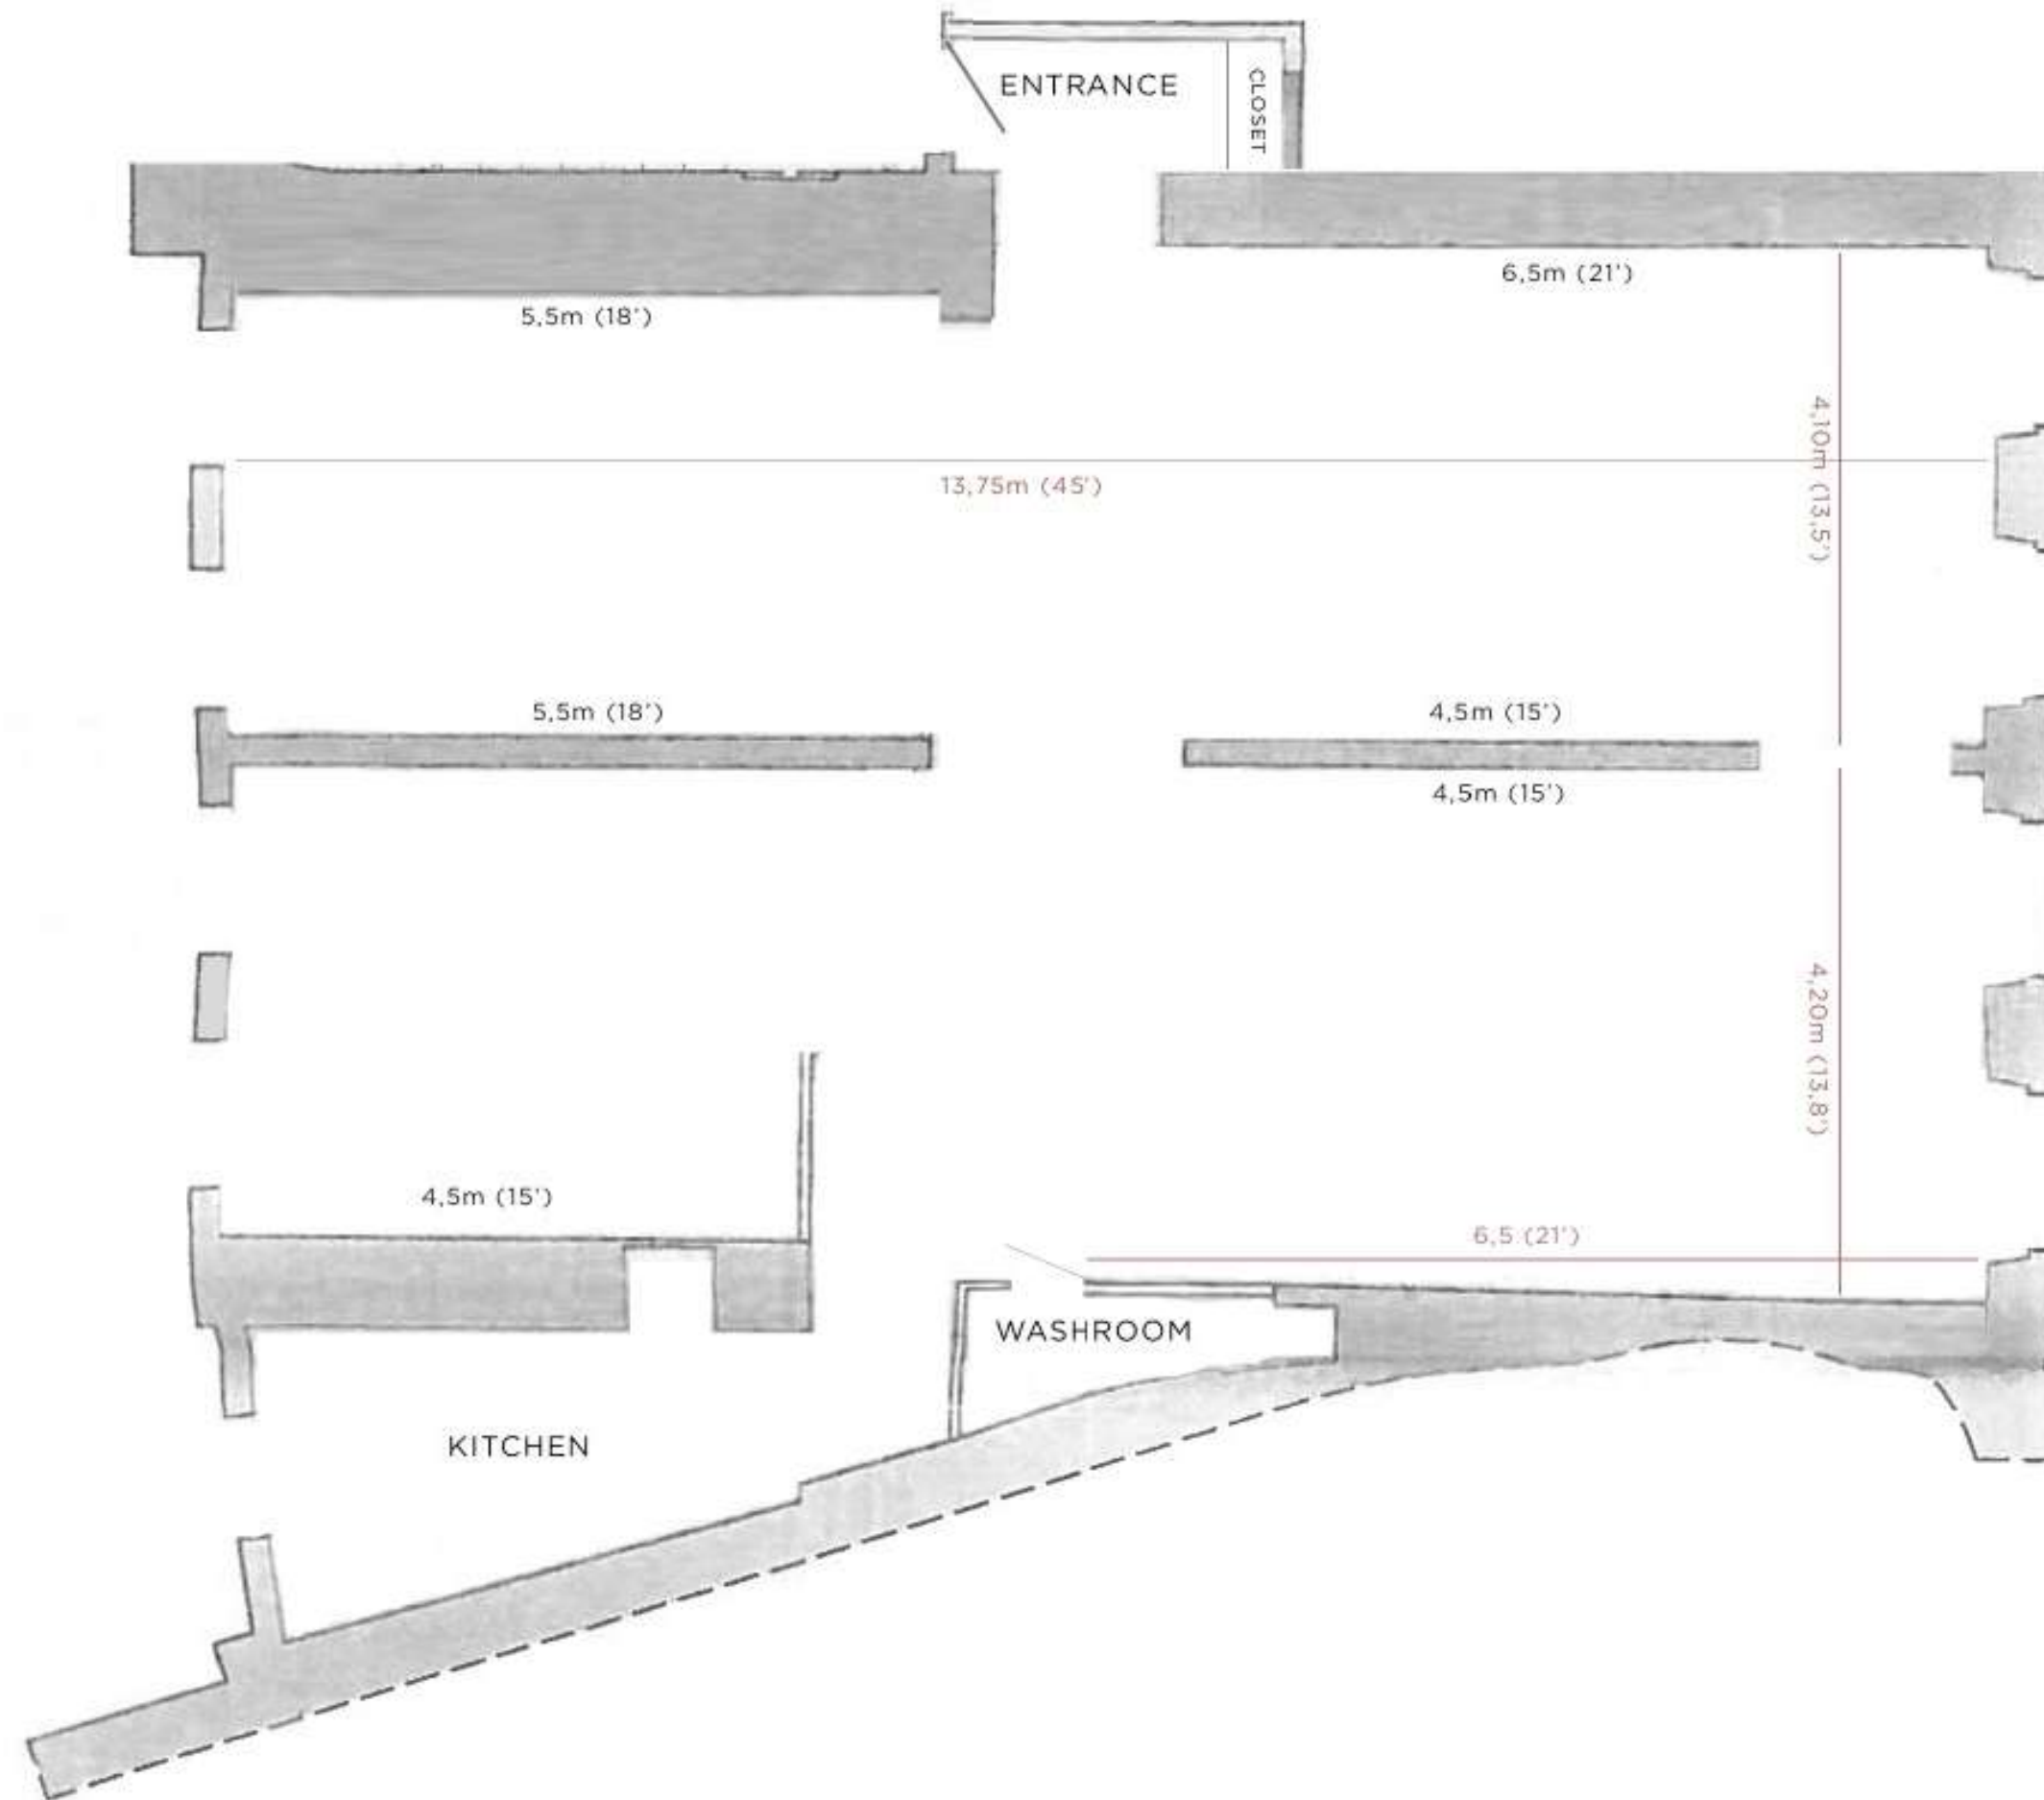 ENTRANCE
CLOSET
6,5m (21')
5,5m (18')
4,10m (13,5')
13,75m (45')
5,5m (18')
4,5m (15')
4,5m (15')
4,20m (13,8')
4,5m (15')
6,5 (21')
WASHROOM
KITCHEN